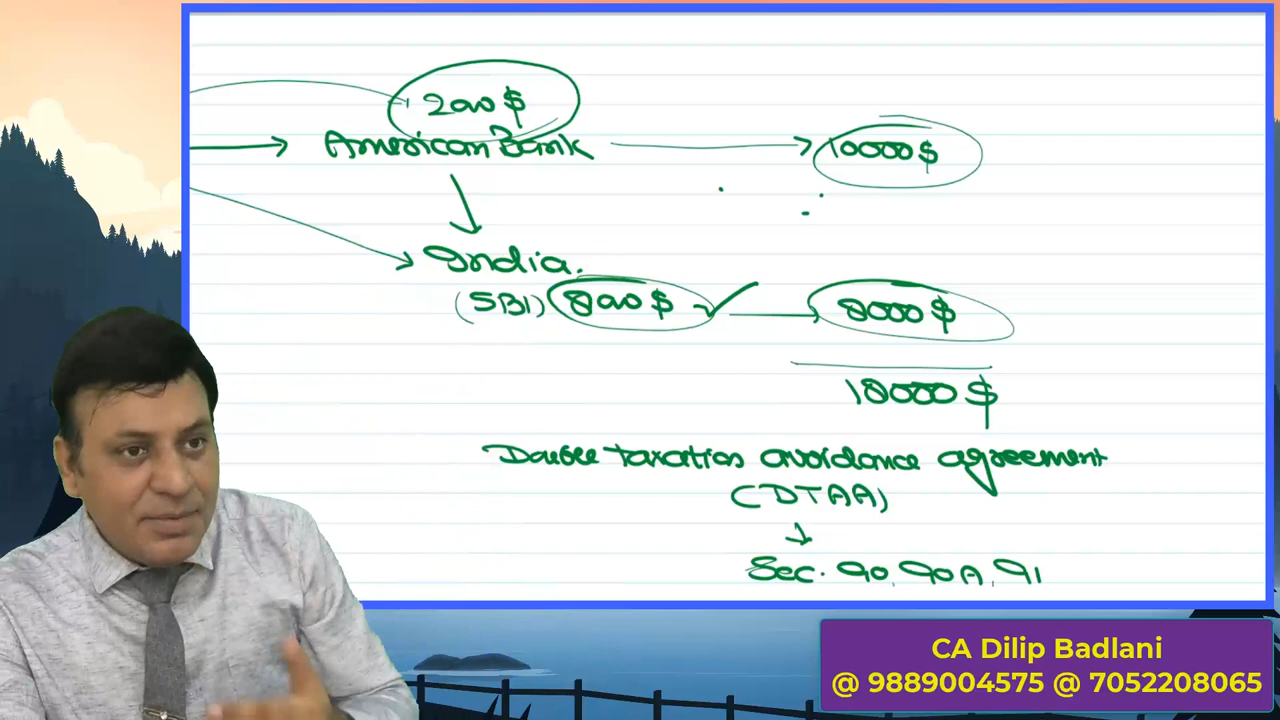 200 $
American Bank
10000 $
India.
(SBI) 800 $
8000 $
18000 $
Double taxation avoidance agreement
(DTAA)
Sec. 90, 90A, 91
CA Dilip Badlani
@ 9889004575 @ 7052208065